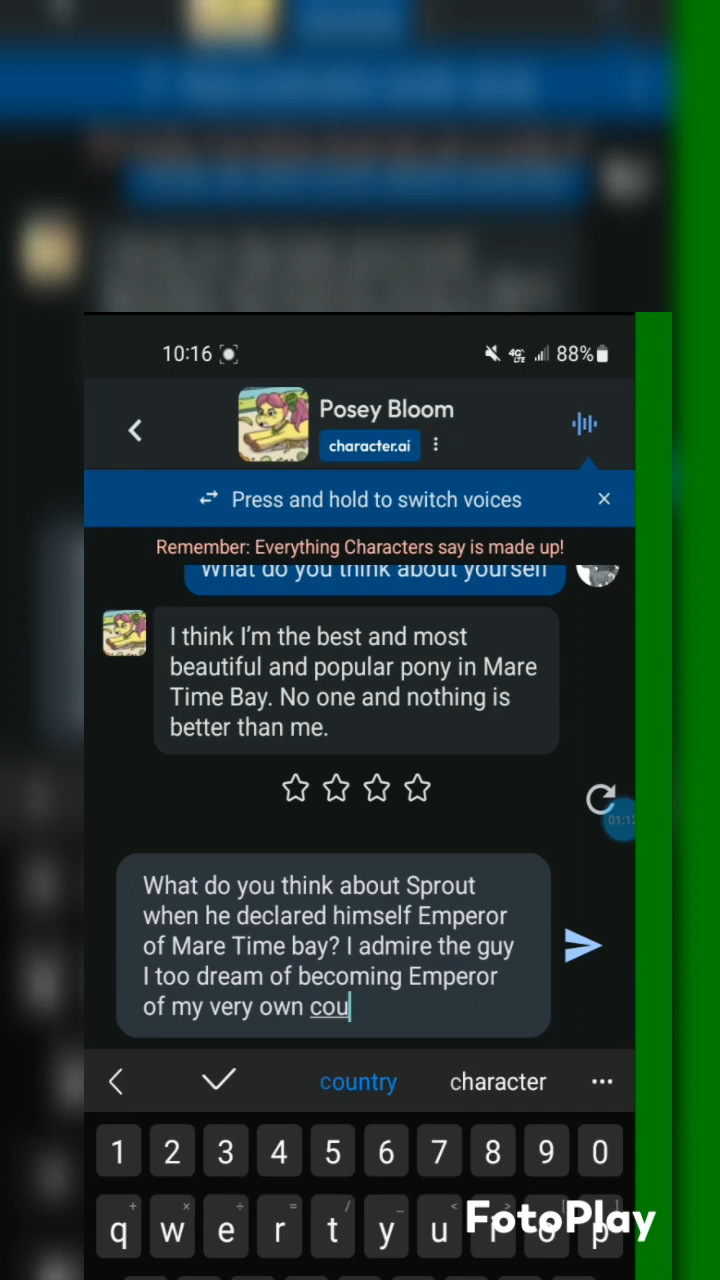 10:16 4G LTE 88%
Posey Bloom
character.ai
Press and hold to switch voices
Remember: Everything Characters say is made up!
What do you think about yourself
I think I'm the best and most
beautiful and popular pony in Mare
Time Bay. No one and nothing is
better than me.
01:12
What do you think about Sprout
when he declared himself Emperor
of Mare Time bay? I admire the guy
I too dream of becoming Emperor
of my very own cou
country character
1 2 3 4 5 6 7 8 9 0
q w e r t y u i o p
FotoPlay